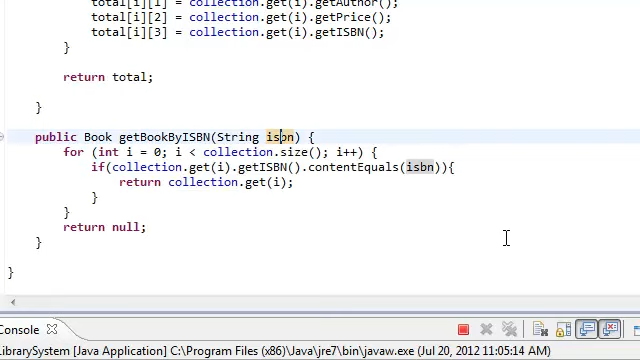 total[i][1] = collection.get(i).getAuthor();
total[i][2] = collection.get(i).getPrice();
total[i][3] = collection.get(i).getISBN();
}
return total;
}
public Book getBookByISBN(String isbn) {
for (int i = 0; i < collection.size(); i++) {
if(collection.get(i).getISBN().contentEquals(isbn)){
return collection.get(i);
}
}
return null;
}
}
Console
LibrarySystem [Java Application] C:\Program Files (x86)\Java\jre7\bin\javaw.exe (Jul 20, 2012 11:05:14 AM)